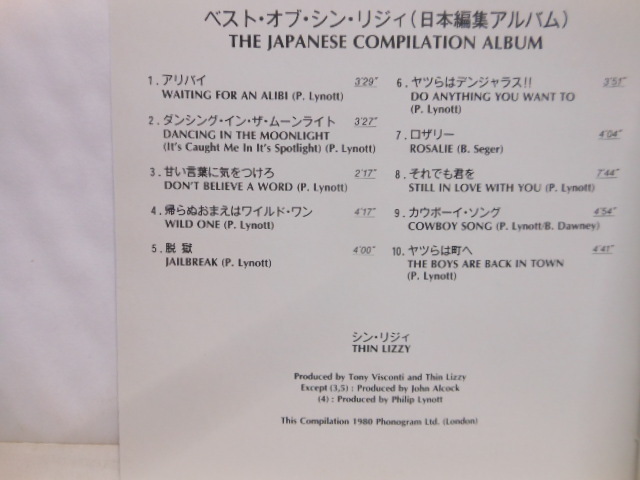 ベスト・オブ・シン・リジィ(日本編集アルバム)
THE JAPANESE COMPILATION ALBUM
1. アリバイ 3'29"
WAITING FOR AN ALIBI (P. Lynott)
2. ダンシング・イン・ザ・ムーンライト 3'27"
DANCING IN THE MOONLIGHT
(It's Caught Me In It's Spotlight) (P. Lynott)
3. 甘い言葉に気をつけろ 2'17"
DON'T BELIEVE A WORD (P. Lynott)
4. 帰らぬおまえはワイルド・ワン 4'17"
WILD ONE (P. Lynott)
5. 脱獄 4'00"
JAILBREAK (P. Lynott)
6. ヤツらはデンジャラス!! 3'51"
DO ANYTHING YOU WANT TO
(P. Lynott)
7. ロザリー 4'04"
ROSALIE (B. Seger)
8. それでも君を 7'44"
STILL IN LOVE WITH YOU (P. Lynott)
9. カウボーイ・ソング 4'54"
COWBOY SONG (P. Lynott/B. Dawney)
10. ヤツらは町へ 4'41"
THE BOYS ARE BACK IN TOWN
(P. Lynott)
シン・リジィ
THIN LIZZY
Produced by Tony Visconti and Thin Lizzy
Except (3,5) : Produced by John Alcock
(4) : Produced by Philip Lynott
This Compilation 1980 Phonogram Ltd. (London)